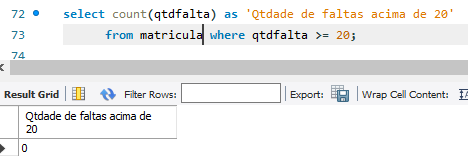 72 select count(qtdfalta) as 'Qtdade de faltas acima de 20'
73 from matricula where qtdfalta >= 20;
74
Result Grid Filter Rows: Export: Wrap Cell Content:
Qtdade de faltas acima de
20
0